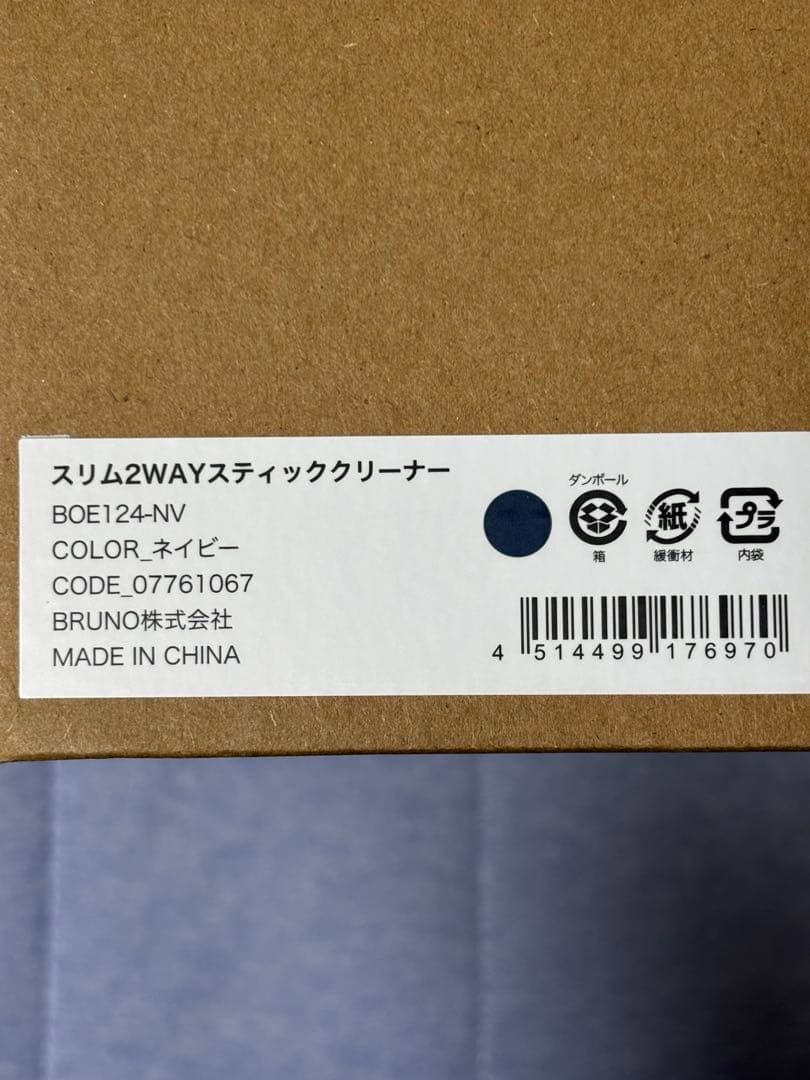 スリム2WAYスティッククリーナー
BOE124-NV
COLOR_ネイビー
CODE_07761067
BRUNO株式会社
MADE IN CHINA
ダンボール
箱
紙
緩衝材
プラ
内袋
4 514499 176970